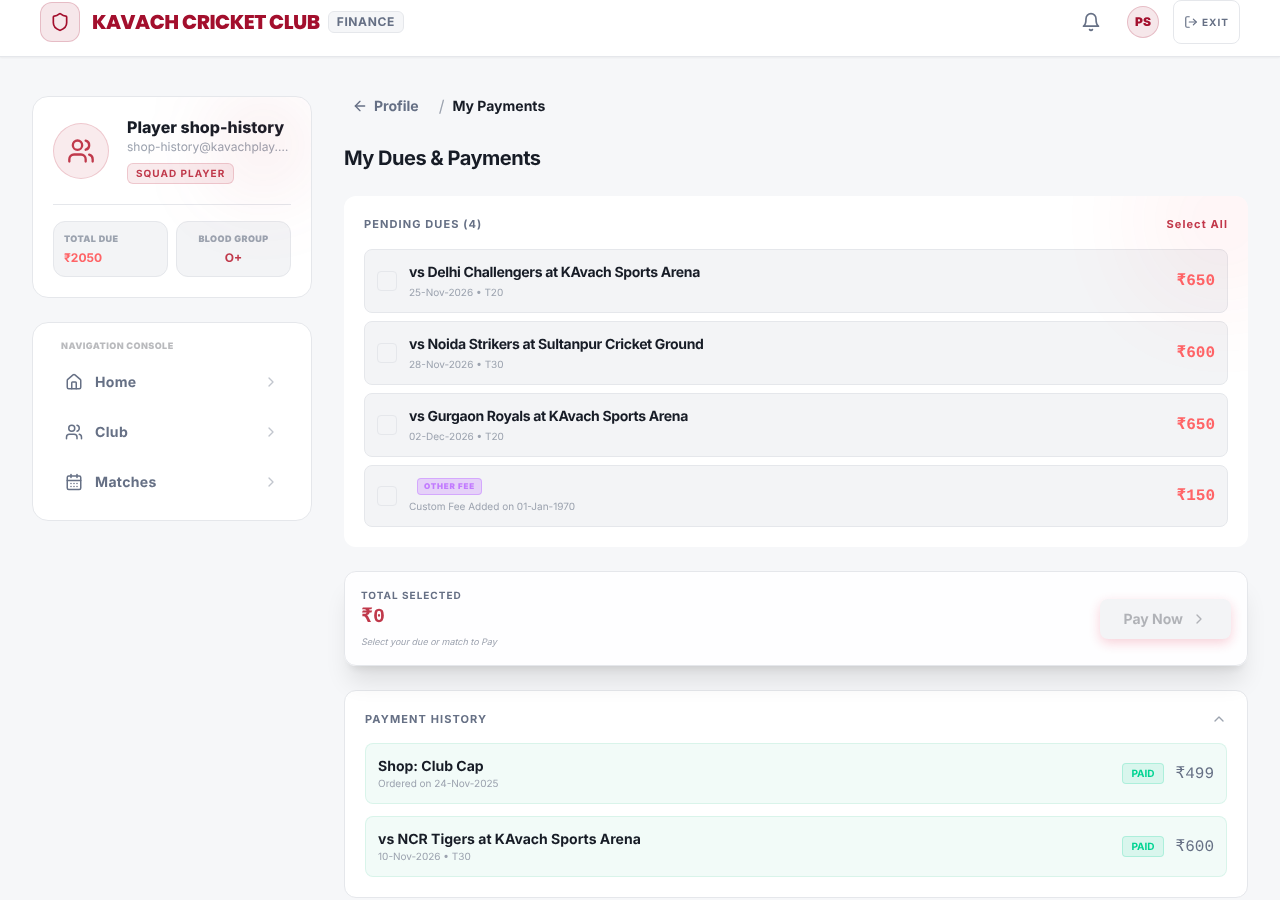 KAVACH CRICKET CLUB FINANCE
PS
EXIT
Player shop-history
shop-history@kavachplay....
SQUAD PLAYER
TOTAL DUE
₹2050
BLOOD GROUP
O+
NAVIGATION CONSOLE
Home
Club
Matches
Profile / My Payments
My Dues & Payments
PENDING DUES (4)
Select All
vs Delhi Challengers at KAvach Sports Arena
25-Nov-2026 • T20
₹650
vs Noida Strikers at Sultanpur Cricket Ground
28-Nov-2026 • T30
₹600
vs Gurgaon Royals at KAvach Sports Arena
02-Dec-2026 • T20
₹650
OTHER FEE
Custom Fee Added on 01-Jan-1970
₹150
TOTAL SELECTED
₹0
Select your due or match to Pay
Pay Now
PAYMENT HISTORY
Shop: Club Cap
Ordered on 24-Nov-2025
PAID ₹499
vs NCR Tigers at KAvach Sports Arena
10-Nov-2026 • T30
PAID ₹600